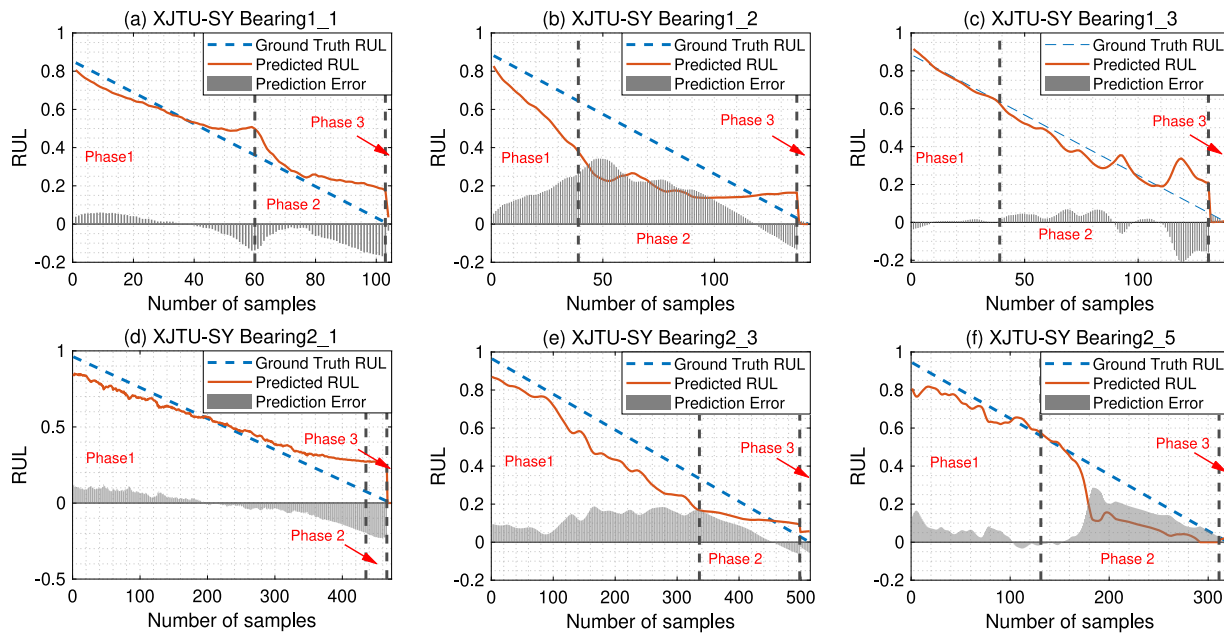 (a) XJTU-SY Bearing1_1
1
0.8
0.6
0.4
0.2
0
-0.2
RUL
Ground Truth RUL
Predicted RUL
Prediction Error
Phase1
Phase 2
Phase 3
0 20 40 60 80 100
Number of samples
(b) XJTU-SY Bearing1_2
1
0.8
0.6
0.4
0.2
0
-0.2
RUL
Ground Truth RUL
Predicted RUL
Prediction Error
Phase1
Phase 2
Phase 3
0 50 100
Number of samples
(c) XJTU-SY Bearing1_3
1
0.8
0.6
0.4
0.2
0
-0.2
RUL
Ground Truth RUL
Predicted RUL
Prediction Error
Phase1
Phase 2
Phase 3
0 50 100
Number of samples
(d) XJTU-SY Bearing2_1
1
0.5
0
-0.5
RUL
Ground Truth RUL
Predicted RUL
Prediction Error
Phase1
Phase 3
Phase 2
0 100 200 300 400
Number of samples
(e) XJTU-SY Bearing2_3
1
0.8
0.6
0.4
0.2
0
-0.2
RUL
Ground Truth RUL
Predicted RUL
Prediction Error
Phase1
Phase 3
Phase 2
0 100 200 300 400 500
Number of samples
(f) XJTU-SY Bearing2_5
1
0.8
0.6
0.4
0.2
0
-0.2
RUL
Ground Truth RUL
Predicted RUL
Prediction Error
Phase1
Phase 3
Phase 2
0 100 200 300
Number of samples